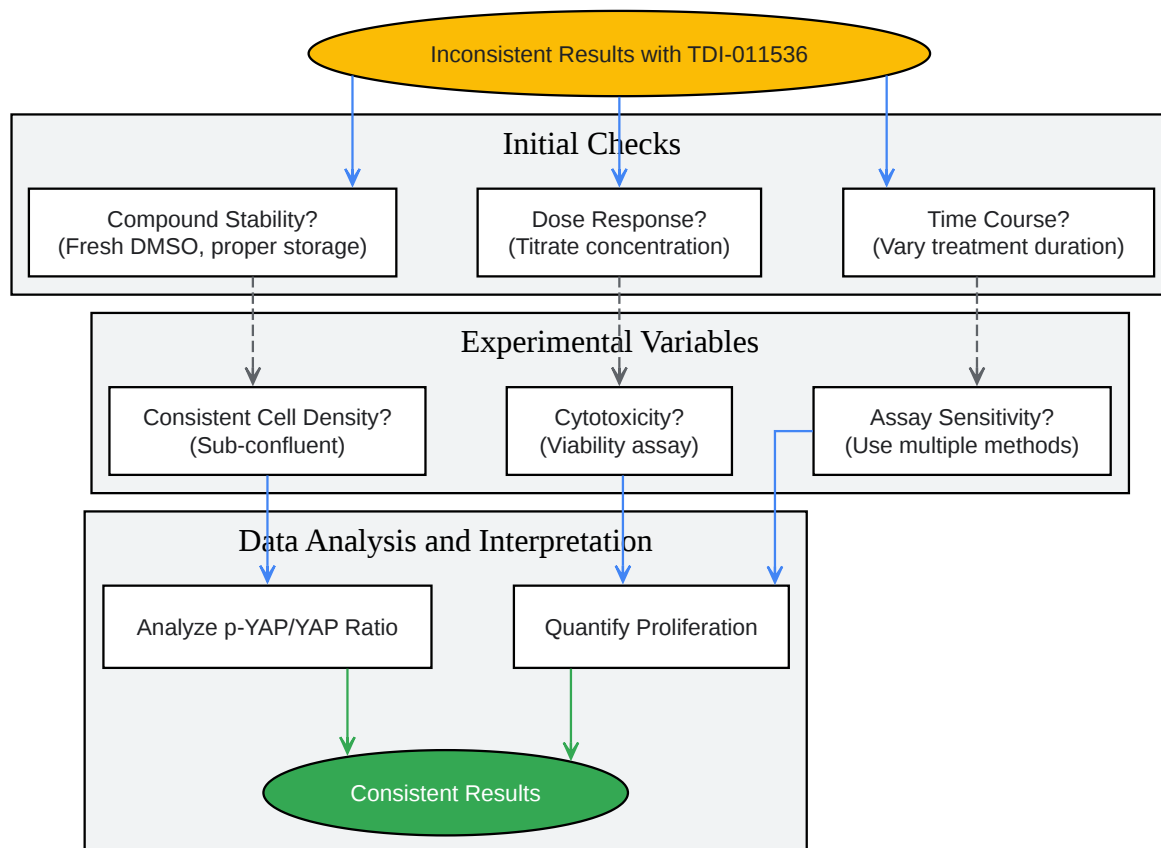 Inconsistent Results with TDI-011536
Initial Checks
Compound Stability?
(Fresh DMSO, proper storage)
Dose Response?
(Titrate concentration)
Time Course?
(Vary treatment duration)
Experimental Variables
Consistent Cell Density?
(Sub-confluent)
Cytotoxicity?
(Viability assay)
Assay Sensitivity?
(Use multiple methods)
Data Analysis and Interpretation
Analyze p-YAP/YAP Ratio
Quantify Proliferation
Consistent Results